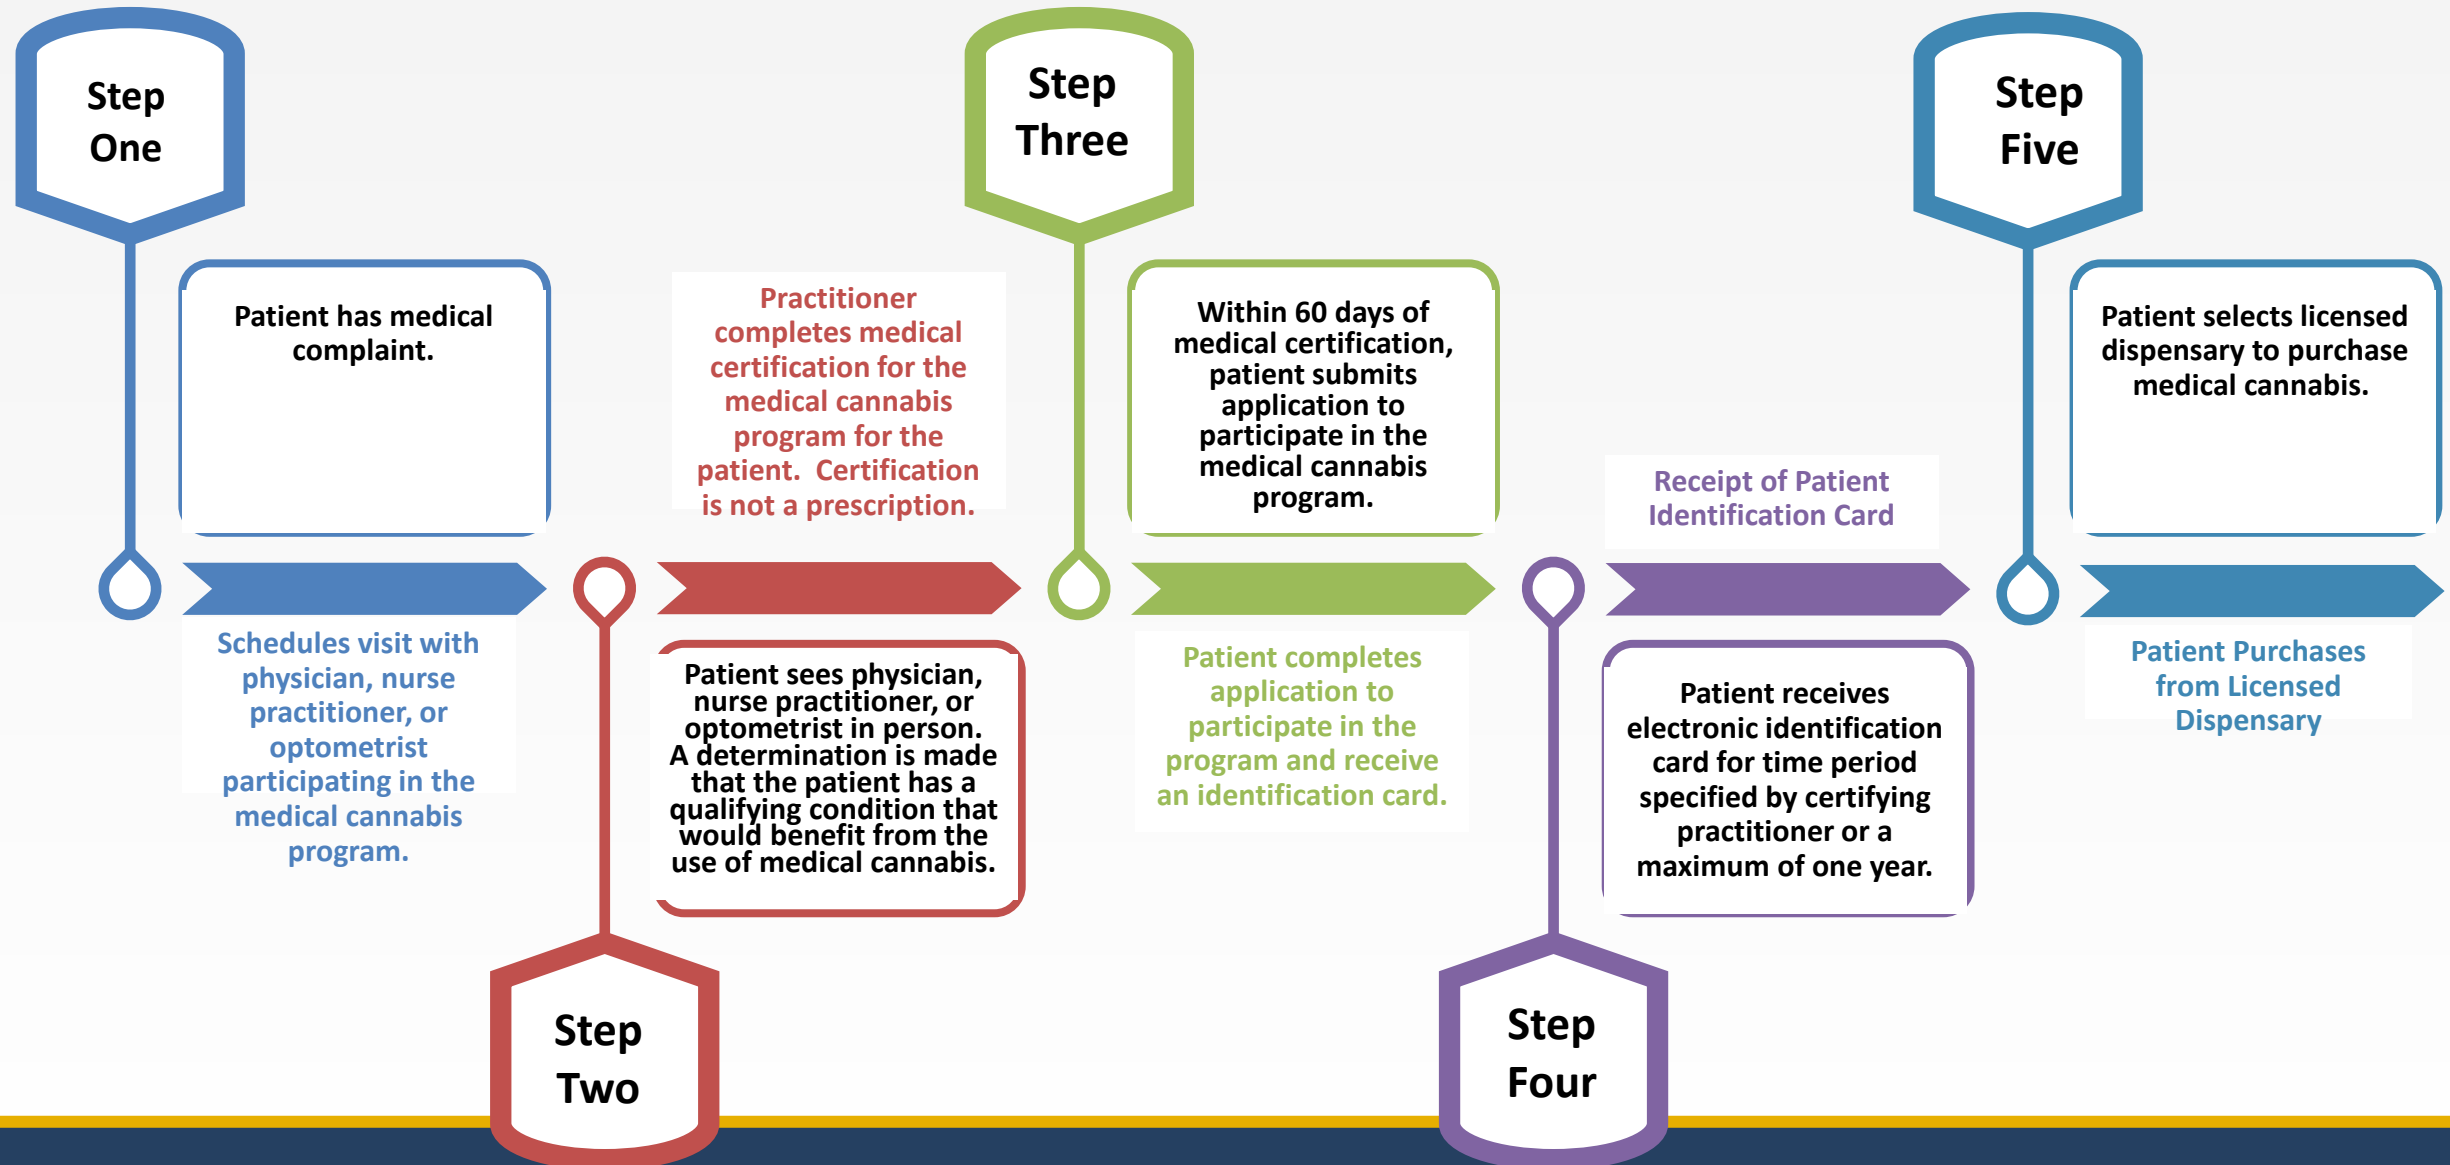 Step
One
Patient has medical
complaint.
Schedules visit with
physician, nurse
practitioner, or
optometrist
participating in the
medical cannabis
program.
Step
Two
Practitioner
completes medical
certification for the
medical cannabis
program for the
patient.  Certification
is not a prescription.
Patient sees physician,
nurse practitioner, or
optometrist in person.
A determination is made
that the patient has a
qualifying condition that
would benefit from the
use of medical cannabis.
Step
Three
Within 60 days of
medical certification,
patient submits
application to
participate in the
medical cannabis
program.
Patient completes
application to
participate in the
program and receive
an identification card.
Step
Four
Receipt of Patient
Identification Card
Patient receives
electronic identification
card for time period
specified by certifying
practitioner or a
maximum of one year.
Step
Five
Patient selects licensed
dispensary to purchase
medical cannabis.
Patient Purchases
from Licensed
Dispensary